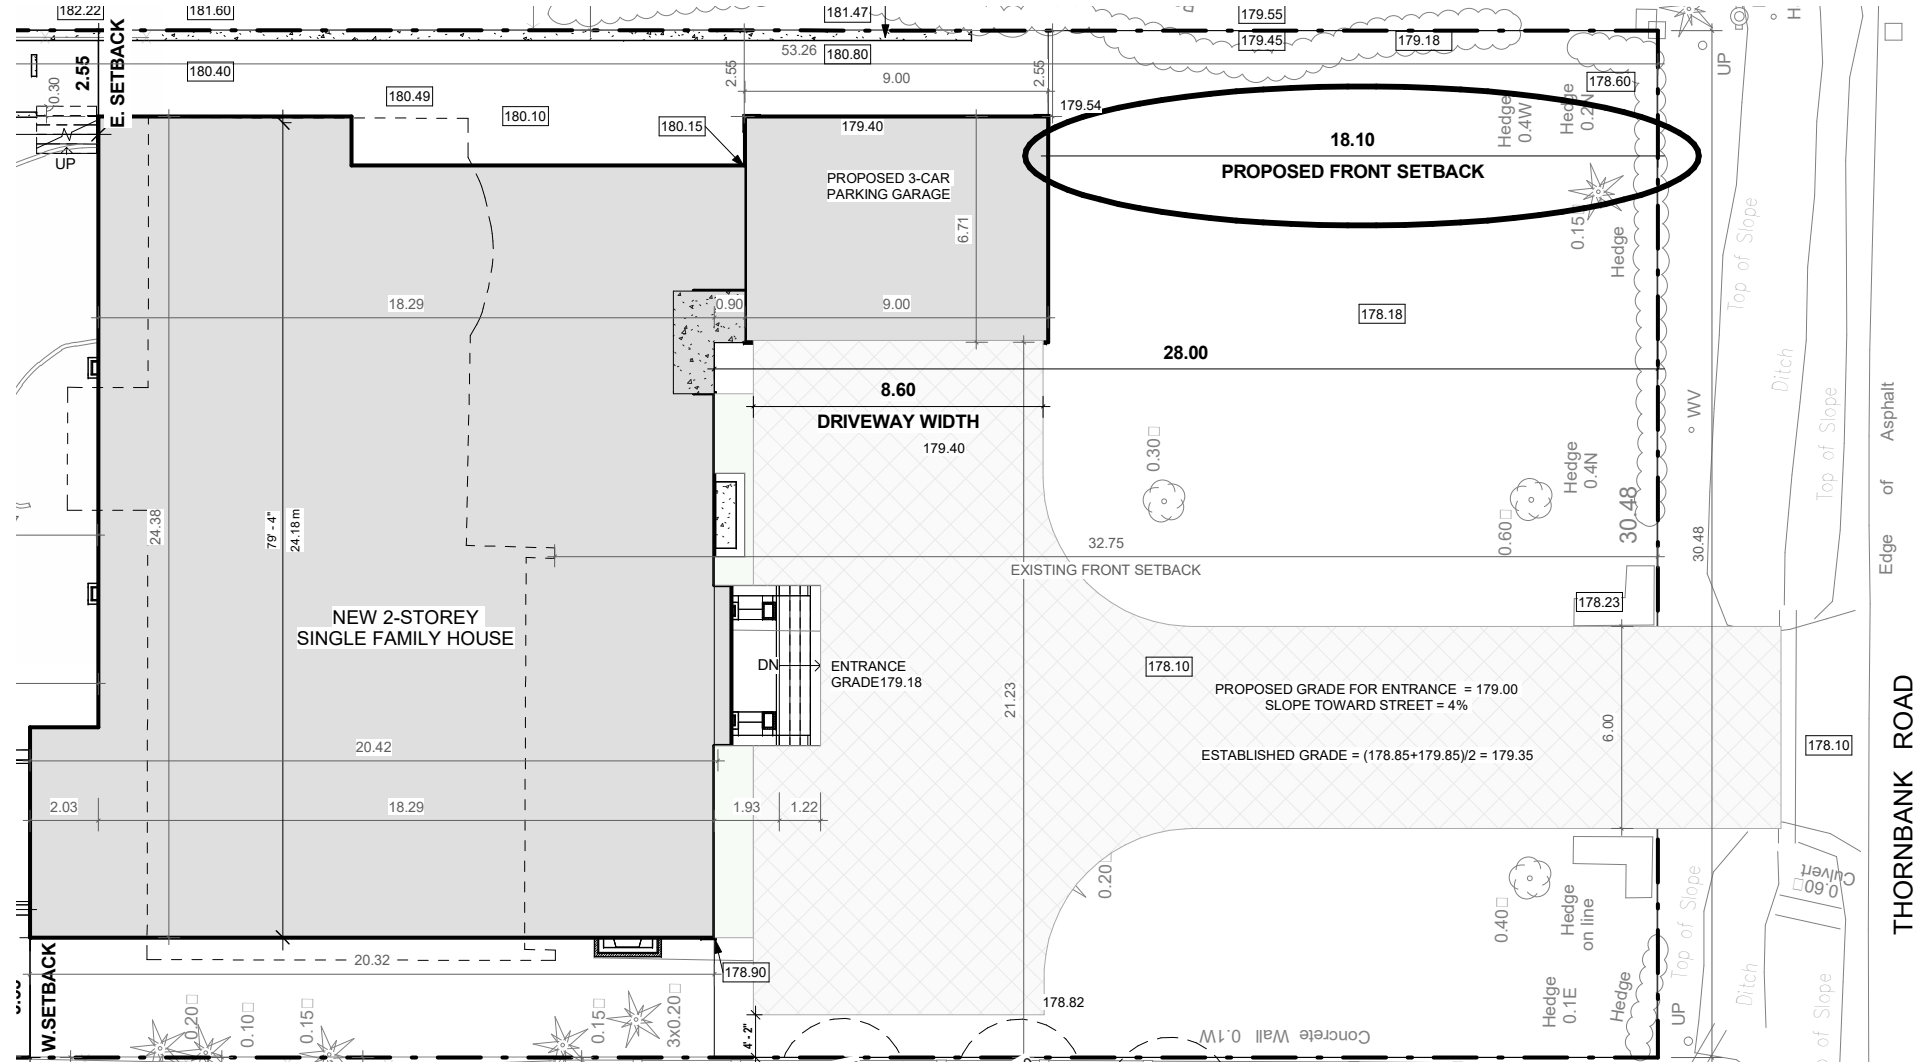 182.22
181.60
181.47
179.55
179.45
179.18
H.
UP
2.55
E. SETBACK
180.40
53.26
180.80
2.55
9.00
2.55
178.60
0.30
180.49
180.10
180.15
179.40
179.54
Hedge
0.4W
Hedge
0.2N
UP
18.10
PROPOSED FRONT SETBACK
PROPOSED 3-CAR
PARKING GARAGE
6.71
0.15
Hedge
Top of Slope
18.29
0.90
9.00
178.18
28.00
8.60
DRIVEWAY WIDTH
179.40
Ditch
Top of Slope
WV
Edge of Asphalt
0.30
Hedge
0.4N
0.60
30.48
30.48
24.38
79' - 4"
24.18 m
32.75
EXISTING FRONT SETBACK
178.23
NEW 2-STOREY
SINGLE FAMILY HOUSE
DN
ENTRANCE
GRADE179.18
178.10
21.23
PROPOSED GRADE FOR ENTRANCE = 179.00
SLOPE TOWARD STREET = 4%
ESTABLISHED GRADE = (178.85+179.85)/2 = 179.35
6.00
178.10
THORNBANK ROAD
20.42
2.03
18.29
1.93
1.22
0.20
0.40
Hedge
on line
Culvert
0.60
Top of Slope
W.SETBACK
20.32
178.90
178.82
0.20
0.10
0.15
0.15
3x0.20
4' - 2"
Concrete Wall 0.1W
Hedge
0.1E
Hedge
UP
Ditch
of Slope